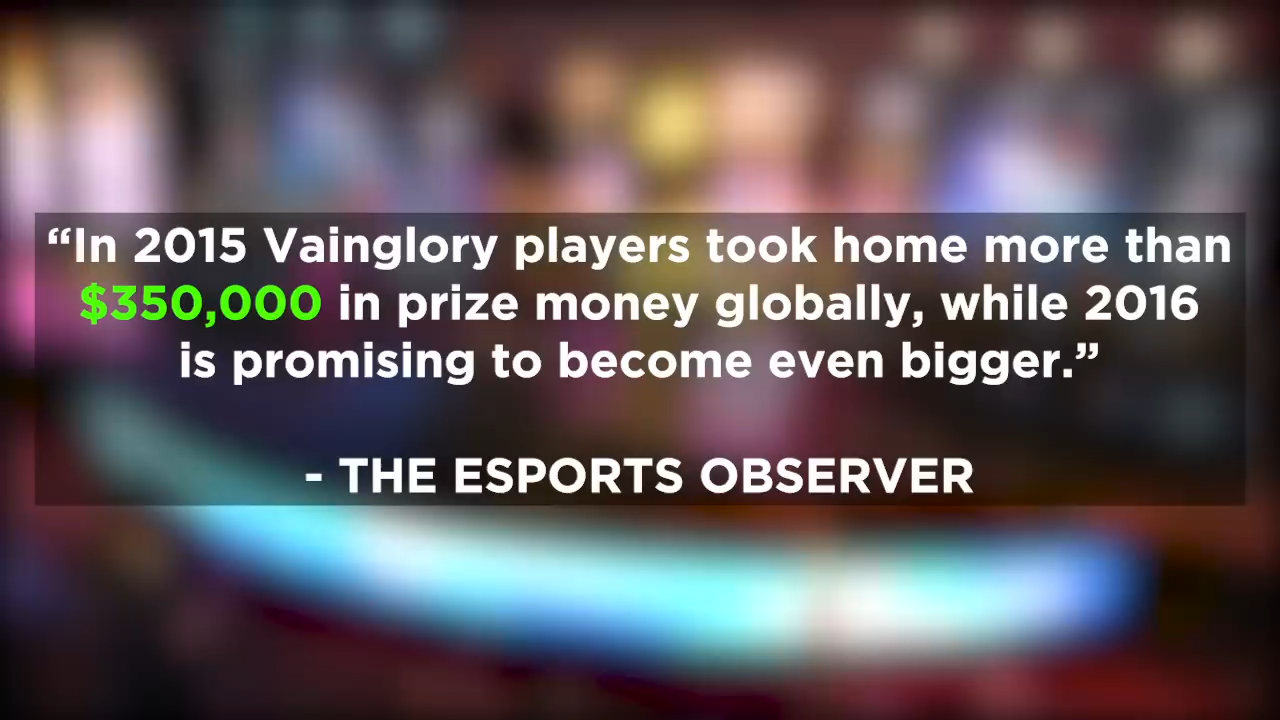 “In 2015 Vainglory players took home more than
$350,000 in prize money globally, while 2016
is promising to become even bigger.”
- THE ESPORTS OBSERVER